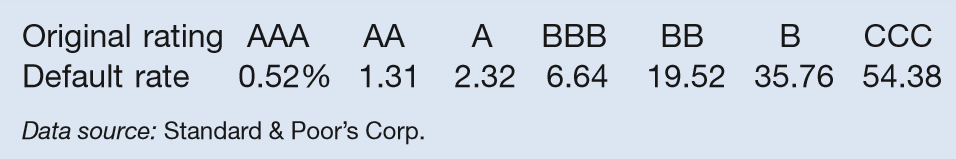 Original rating AAA AA A BBB BB B CCC
Default rate 0.52% 1.31 2.32 6.64 19.52 35.76 54.38
Data source: Standard & Poor's Corp.